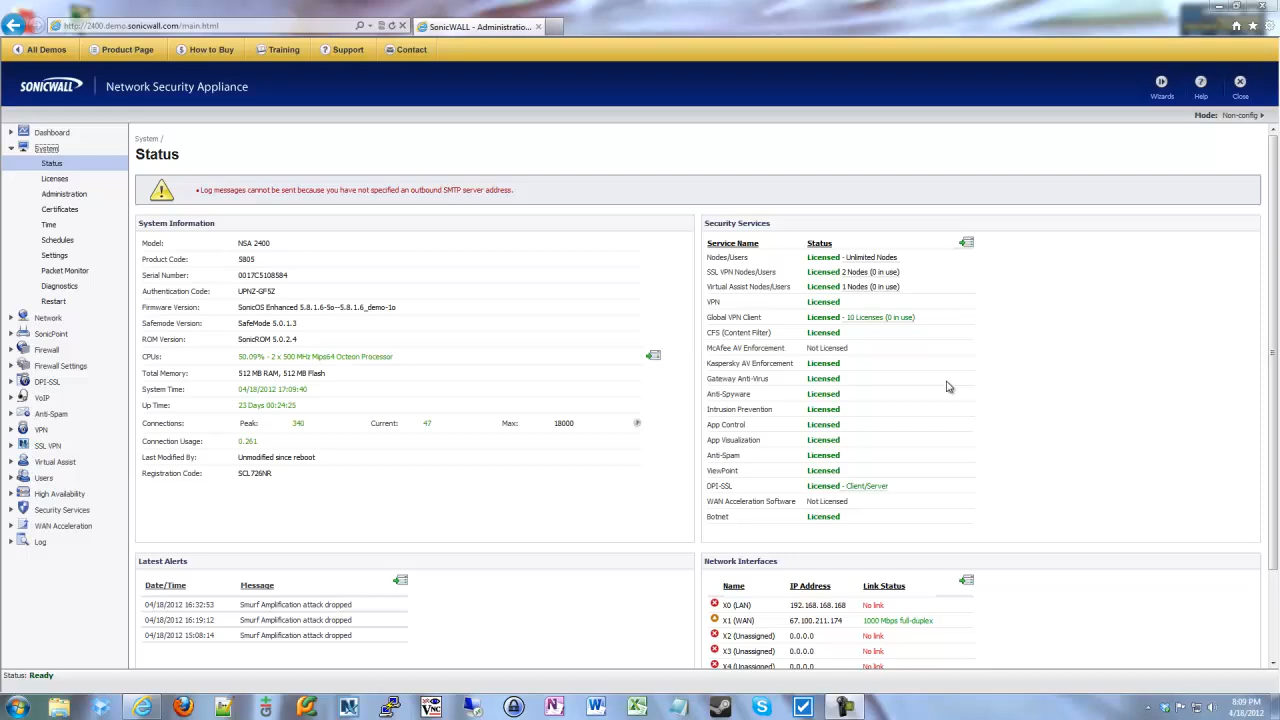 http://2400.demo.sonicwall.com/main.html
SonicWALL - Administratio...
All Demos
Product Page
How to Buy
Training
Support
Contact
SONICWALL
Network Security Appliance
Wizards
Help
Close
Mode: Non-config
Dashboard
System
Status
Licenses
Administration
Certificates
Time
Schedules
Settings
Packet Monitor
Diagnostics
Restart
Network
SonicPoint
Firewall
Firewall Settings
DPI-SSL
VoIP
Anti-Spam
VPN
SSL VPN
Virtual Assist
Users
High Availability
Security Services
WAN Acceleration
Log
System /
Status
• Log messages cannot be sent because you have not specified an outbound SMTP server address.
System Information
Model: NSA 2400
Product Code: 5805
Serial Number: 0017C5108584
Authentication Code: UPNZ-GF5Z
Firmware Version: SonicOS Enhanced 5.8.1.6-5o--5.8.1.6_demo-1o
Safemode Version: SafeMode 5.0.1.3
ROM Version: SonicROM 5.0.2.4
CPUs: 50.09% - 2 x 500 MHz Mips64 Octeon Processor
Total Memory: 512 MB RAM, 512 MB Flash
System Time: 04/18/2012 17:09:40
Up Time: 23 Days 00:24:25
Connections: Peak: 340 Current: 47 Max: 18000
Connection Usage: 0.261
Last Modified By: Unmodified since reboot
Registration Code: SCL726NR
Security Services
Service Name Status
Nodes/Users Licensed - Unlimited Nodes
SSL VPN Nodes/Users Licensed 2 Nodes (0 in use)
Virtual Assist Nodes/Users Licensed 1 Nodes (0 in use)
VPN Licensed
Global VPN Client Licensed - 10 Licenses (0 in use)
CFS (Content Filter) Licensed
McAfee AV Enforcement Not Licensed
Kaspersky AV Enforcement Licensed
Gateway Anti-Virus Licensed
Anti-Spyware Licensed
Intrusion Prevention Licensed
App Control Licensed
App Visualization Licensed
Anti-Spam Licensed
ViewPoint Licensed
DPI-SSL Licensed - Client/Server
WAN Acceleration Software Not Licensed
Botnet Licensed
Latest Alerts
Date/Time Message
04/18/2012 16:32:53 Smurf Amplification attack dropped
04/18/2012 16:19:12 Smurf Amplification attack dropped
04/18/2012 15:08:14 Smurf Amplification attack dropped
Network Interfaces
Name IP Address Link Status
X0 (LAN) 192.168.168.168 No link
X1 (WAN) 67.100.211.174 1000 Mbps full-duplex
X2 (Unassigned) 0.0.0.0 No link
X3 (Unassigned) 0.0.0.0 No link
X4 (Unassigned) 0.0.0.0 No link
Status: Ready
8:09 PM
4/18/2012